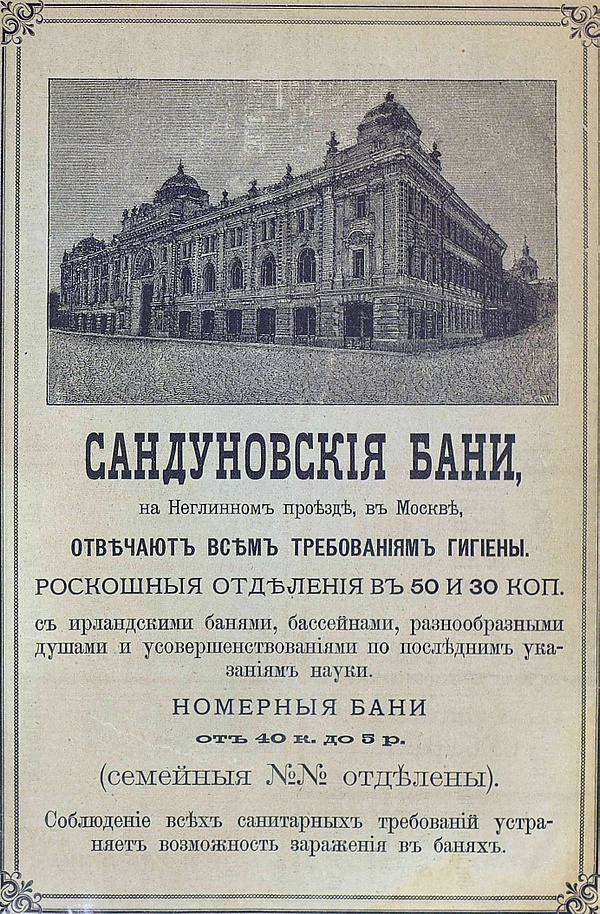 САНДУНОВСКІЯ БАНИ,
на Неглинномъ проѣздѣ, въ Москвѣ,
ОТВѢЧАЮТЪ ВСѢМЪ ТРЕБОВАНІЯМЪ ГИГІЕНЫ.
РОСКОШНЫЯ ОТДѢЛЕНІЯ ВЪ 50 И 30 КОП.
съ ирландскими банями, бассейнами, разнообразными
душами и усовершенствованіями по послѣднимъ ука-
заніямъ науки.
НОМЕРНЫЯ БАНИ
отъ 40 к. до 5 р.
(семейныя №№ отдѣлены).
Соблюденіе всѣхъ санитарныхъ требованій устра-
няетъ возможность зараженія въ баняхъ.